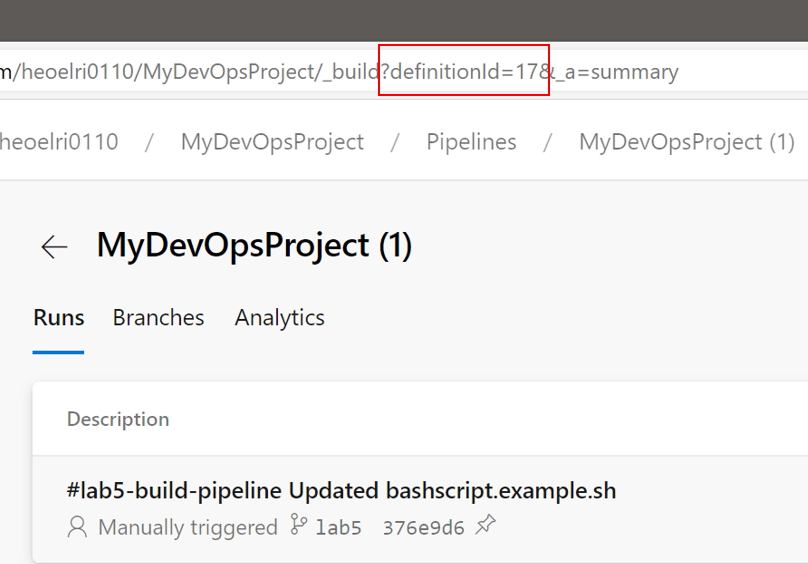 m/heoelri0110/MyDevOpsProject/_build?definitionId=17&_a=summary
heoelri0110 / MyDevOpsProject / Pipelines / MyDevOpsProject (1)
MyDevOpsProject (1)
Runs Branches Analytics
Description
#lab5-build-pipeline Updated bashscript.example.sh
Manually triggered lab5 376e9d6